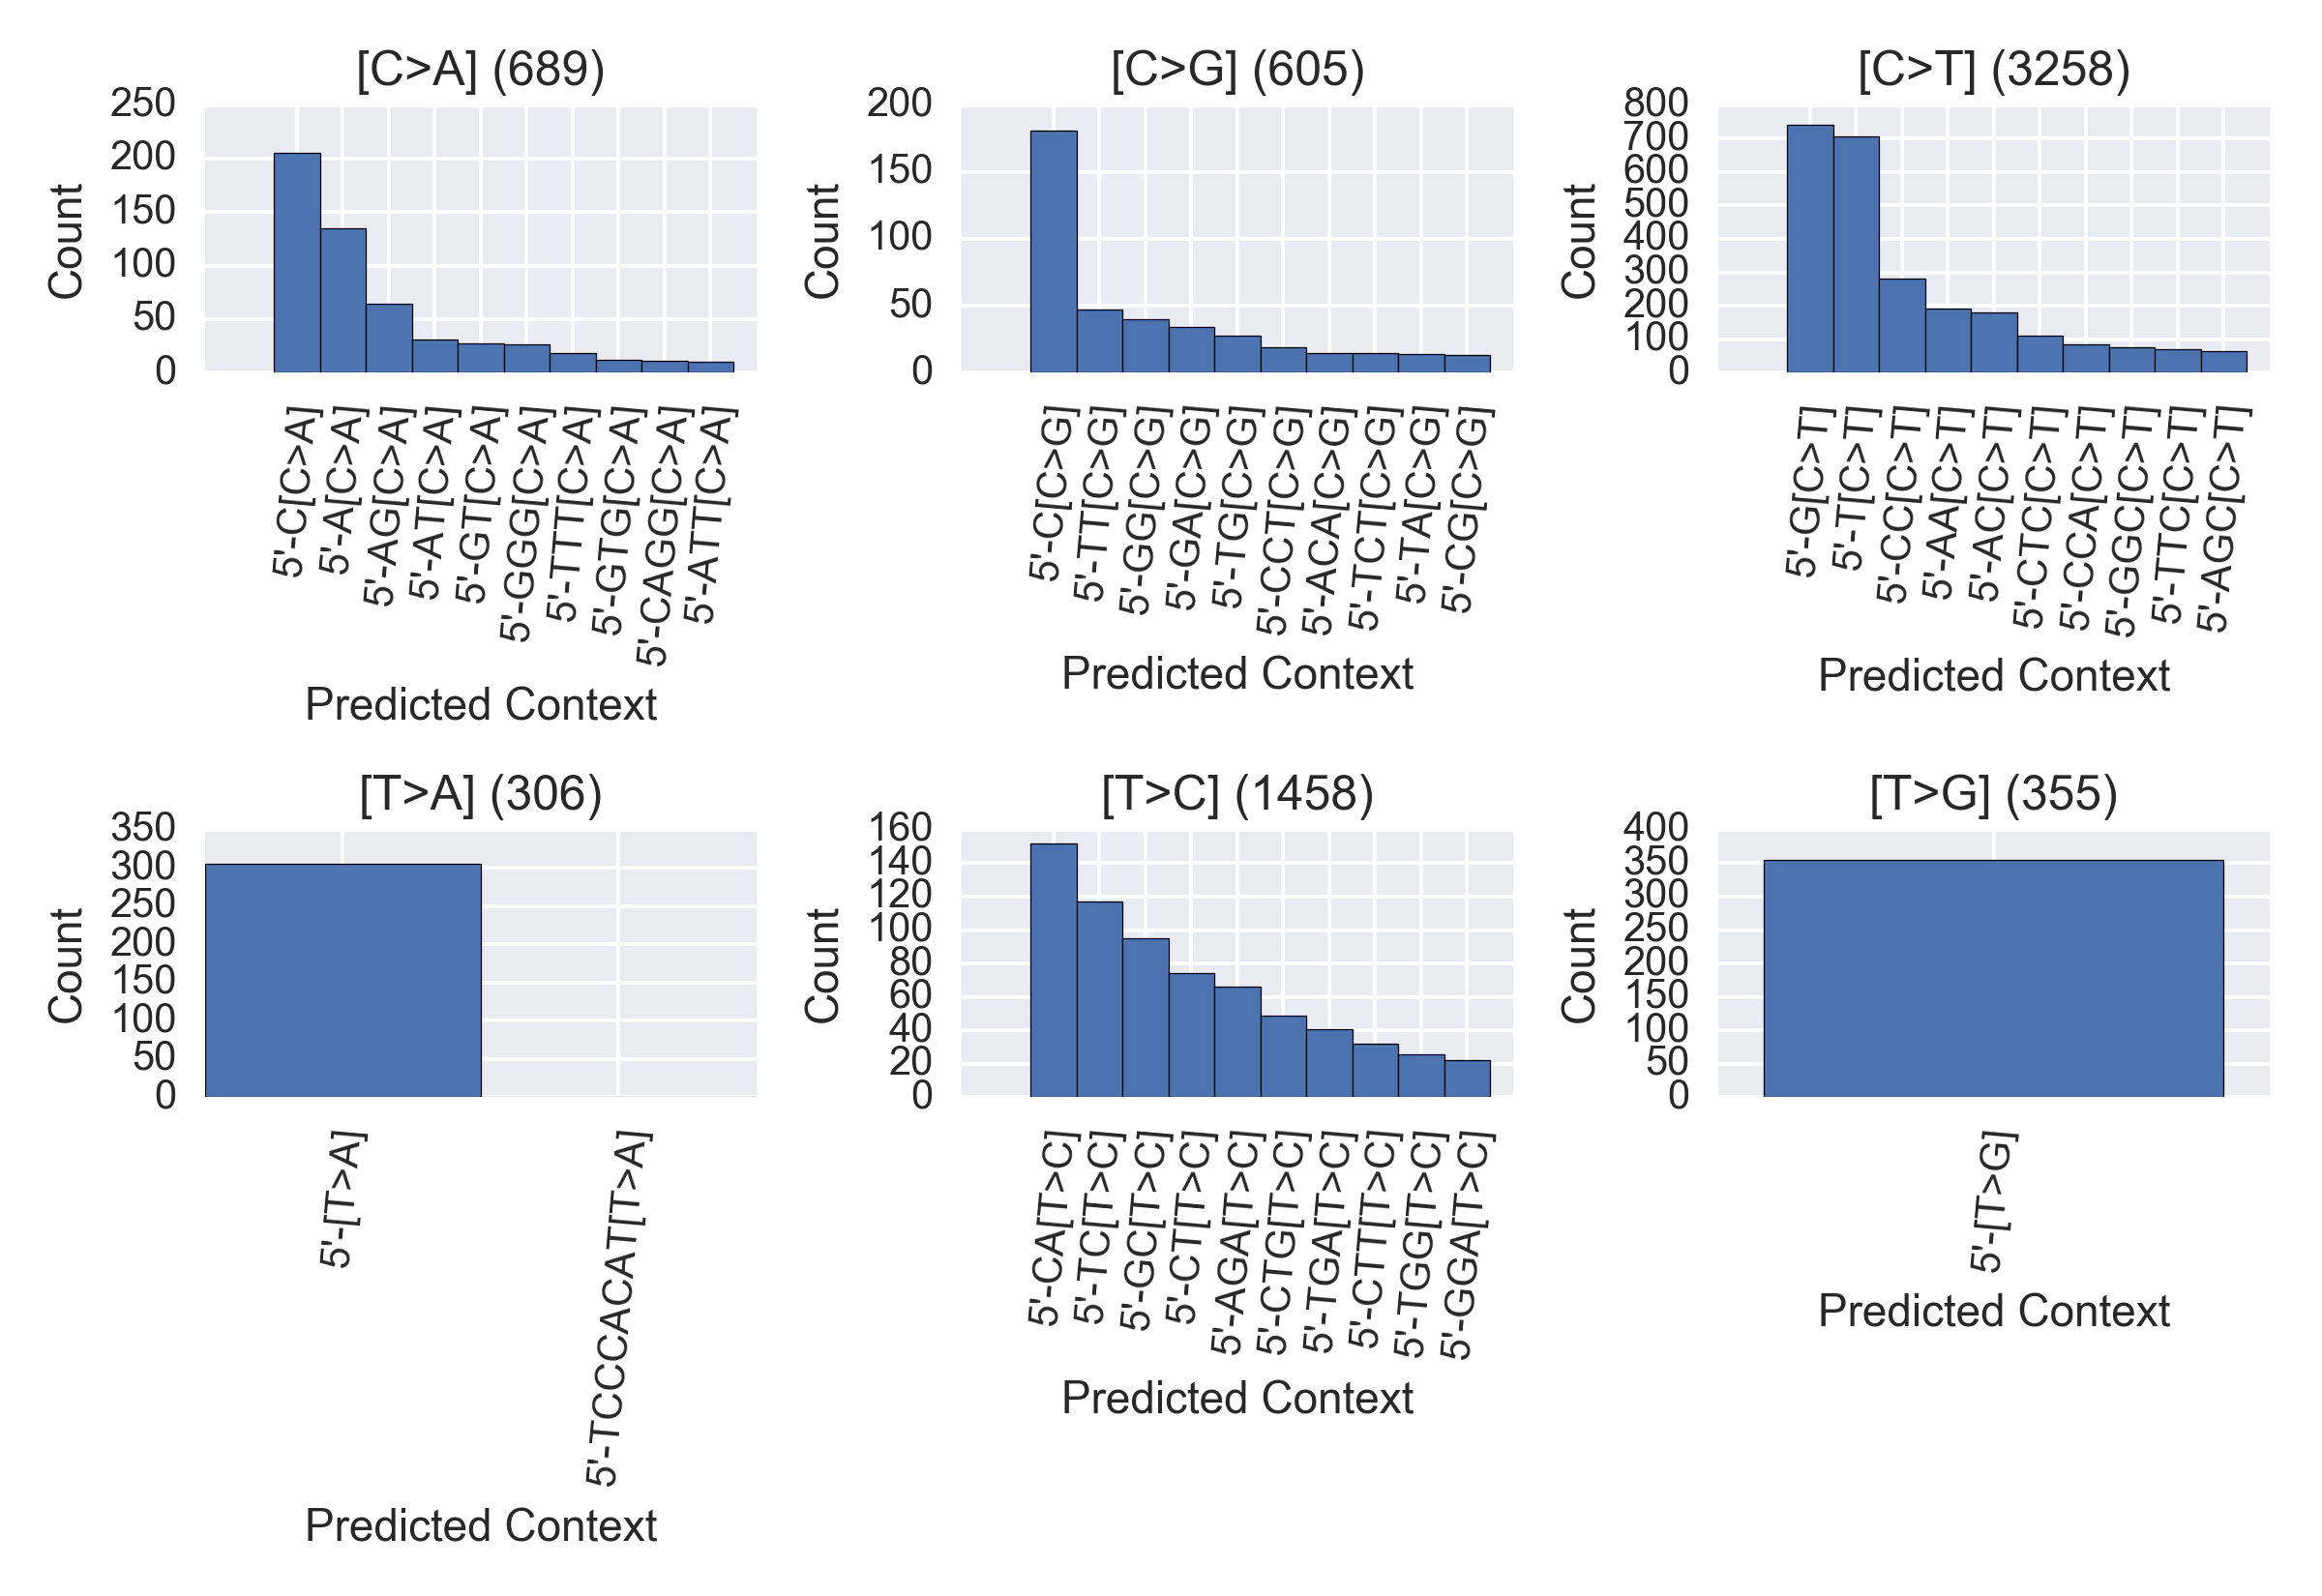 [C>A] (689)
250
200
150
100
50
0
Count
5'-C[C>A]
5'-A[C>A]
5'-AG[C>A]
5'-AT[C>A]
5'-GT[C>A]
5'-GGG[C>A]
5'-TTT[C>A]
5'-GTG[C>A]
5'-CAGG[C>A]
5'-ATT[C>A]
Predicted Context
[C>G] (605)
200
150
100
50
0
Count
5'-C[C>G]
5'-TT[C>G]
5'-GG[C>G]
5'-GA[C>G]
5'-TG[C>G]
5'-CCT[C>G]
5'-ACA[C>G]
5'-TCT[C>G]
5'-TA[C>G]
5'-CG[C>G]
Predicted Context
[C>T] (3258)
800
700
600
500
400
300
200
100
0
Count
5'-G[C>T]
5'-T[C>T]
5'-CC[C>T]
5'-AA[C>T]
5'-AC[C>T]
5'-CTC[C>T]
5'-CCA[C>T]
5'-GGC[C>T]
5'-TTC[C>T]
5'-AGC[C>T]
Predicted Context
[T>A] (306)
350
300
250
200
150
100
50
0
Count
5'-[T>A]
5'-TCCCACAT[T>A]
Predicted Context
[T>C] (1458)
160
140
120
100
80
60
40
20
0
Count
5'-CA[T>C]
5'-TC[T>C]
5'-GC[T>C]
5'-CT[T>C]
5'-AGA[T>C]
5'-CTG[T>C]
5'-TGA[T>C]
5'-CTT[T>C]
5'-TGG[T>C]
5'-GGA[T>C]
Predicted Context
[T>G] (355)
400
350
300
250
200
150
100
50
0
Count
5'-[T>G]
Predicted Context